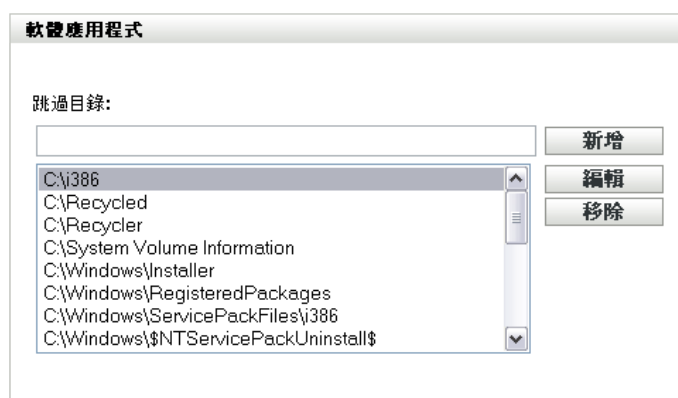 軟體應用程式
跳過目錄:
新增
C:\i386
編輯
C:\Recycled
移除
C:\Recycler
C:\System Volume Information
C:\Windows\Installer
C:\Windows\RegisteredPackages
C:\Windows\ServicePackFiles\i386
C:\Windows\$NTServicePackUninstall$